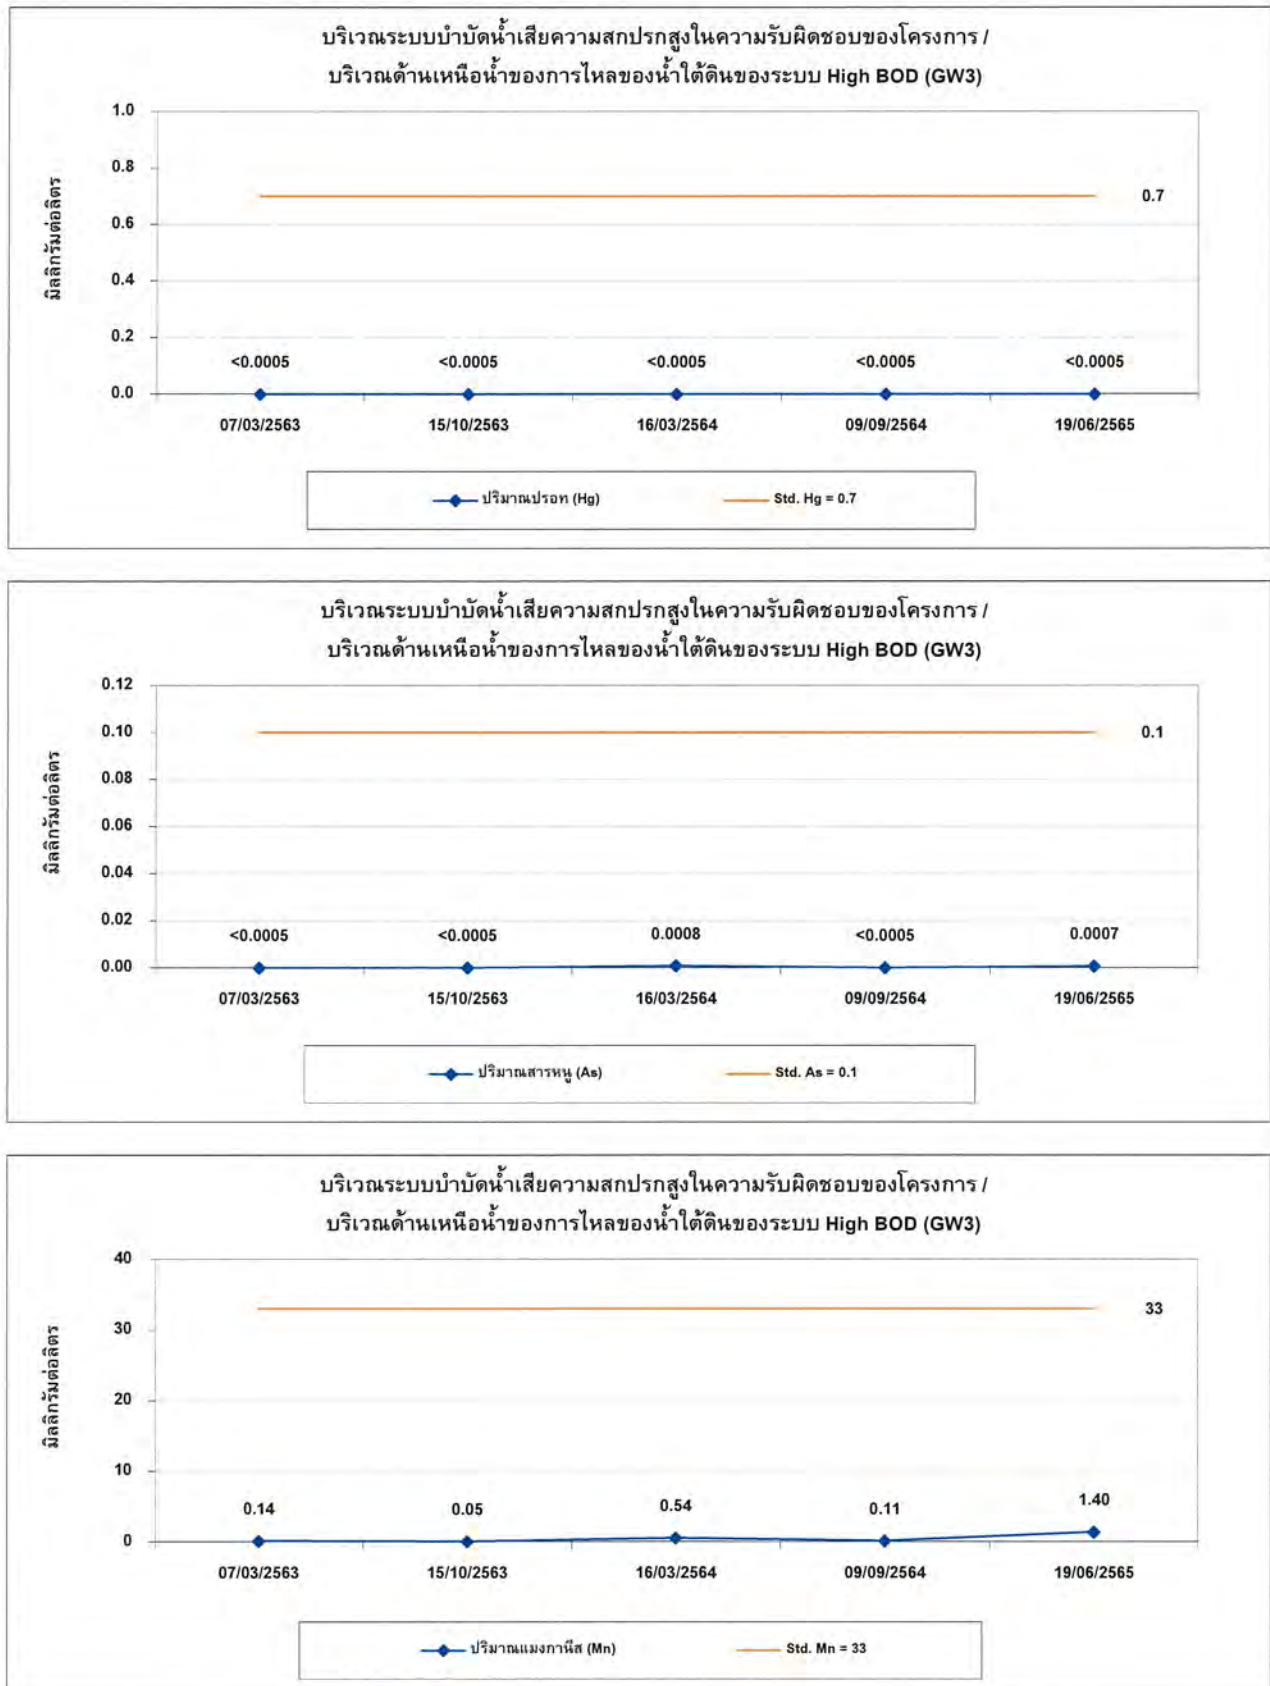 บริเวณระบบบำบัดน้ำเสียความสกปรกสูงในความรับผิดชอบของโครงการ /
บริเวณด้านเหนือน้ำของการไหลของน้ำใต้ดินของระบบ High BOD (GW3)
มิลลิกรัมต่อลิตร
1.0
0.8
0.6
0.4
0.2
0.0
0.7
<0.0005 <0.0005 <0.0005 <0.0005 <0.0005
07/03/2563 15/10/2563 16/03/2564 09/09/2564 19/06/2565
ปริมาณปรอท (Hg) Std. Hg = 0.7
บริเวณระบบบำบัดน้ำเสียความสกปรกสูงในความรับผิดชอบของโครงการ /
บริเวณด้านเหนือน้ำของการไหลของน้ำใต้ดินของระบบ High BOD (GW3)
มิลลิกรัมต่อลิตร
0.12
0.10
0.08
0.06
0.04
0.02
0.00
0.1
<0.0005 <0.0005 0.0008 <0.0005 0.0007
07/03/2563 15/10/2563 16/03/2564 09/09/2564 19/06/2565
ปริมาณสารหนู (As) Std. As = 0.1
บริเวณระบบบำบัดน้ำเสียความสกปรกสูงในความรับผิดชอบของโครงการ /
บริเวณด้านเหนือน้ำของการไหลของน้ำใต้ดินของระบบ High BOD (GW3)
มิลลิกรัมต่อลิตร
40
30
20
10
0
33
0.14 0.05 0.54 0.11 1.40
07/03/2563 15/10/2563 16/03/2564 09/09/2564 19/06/2565
ปริมาณแมงกานีส (Mn) Std. Mn = 33